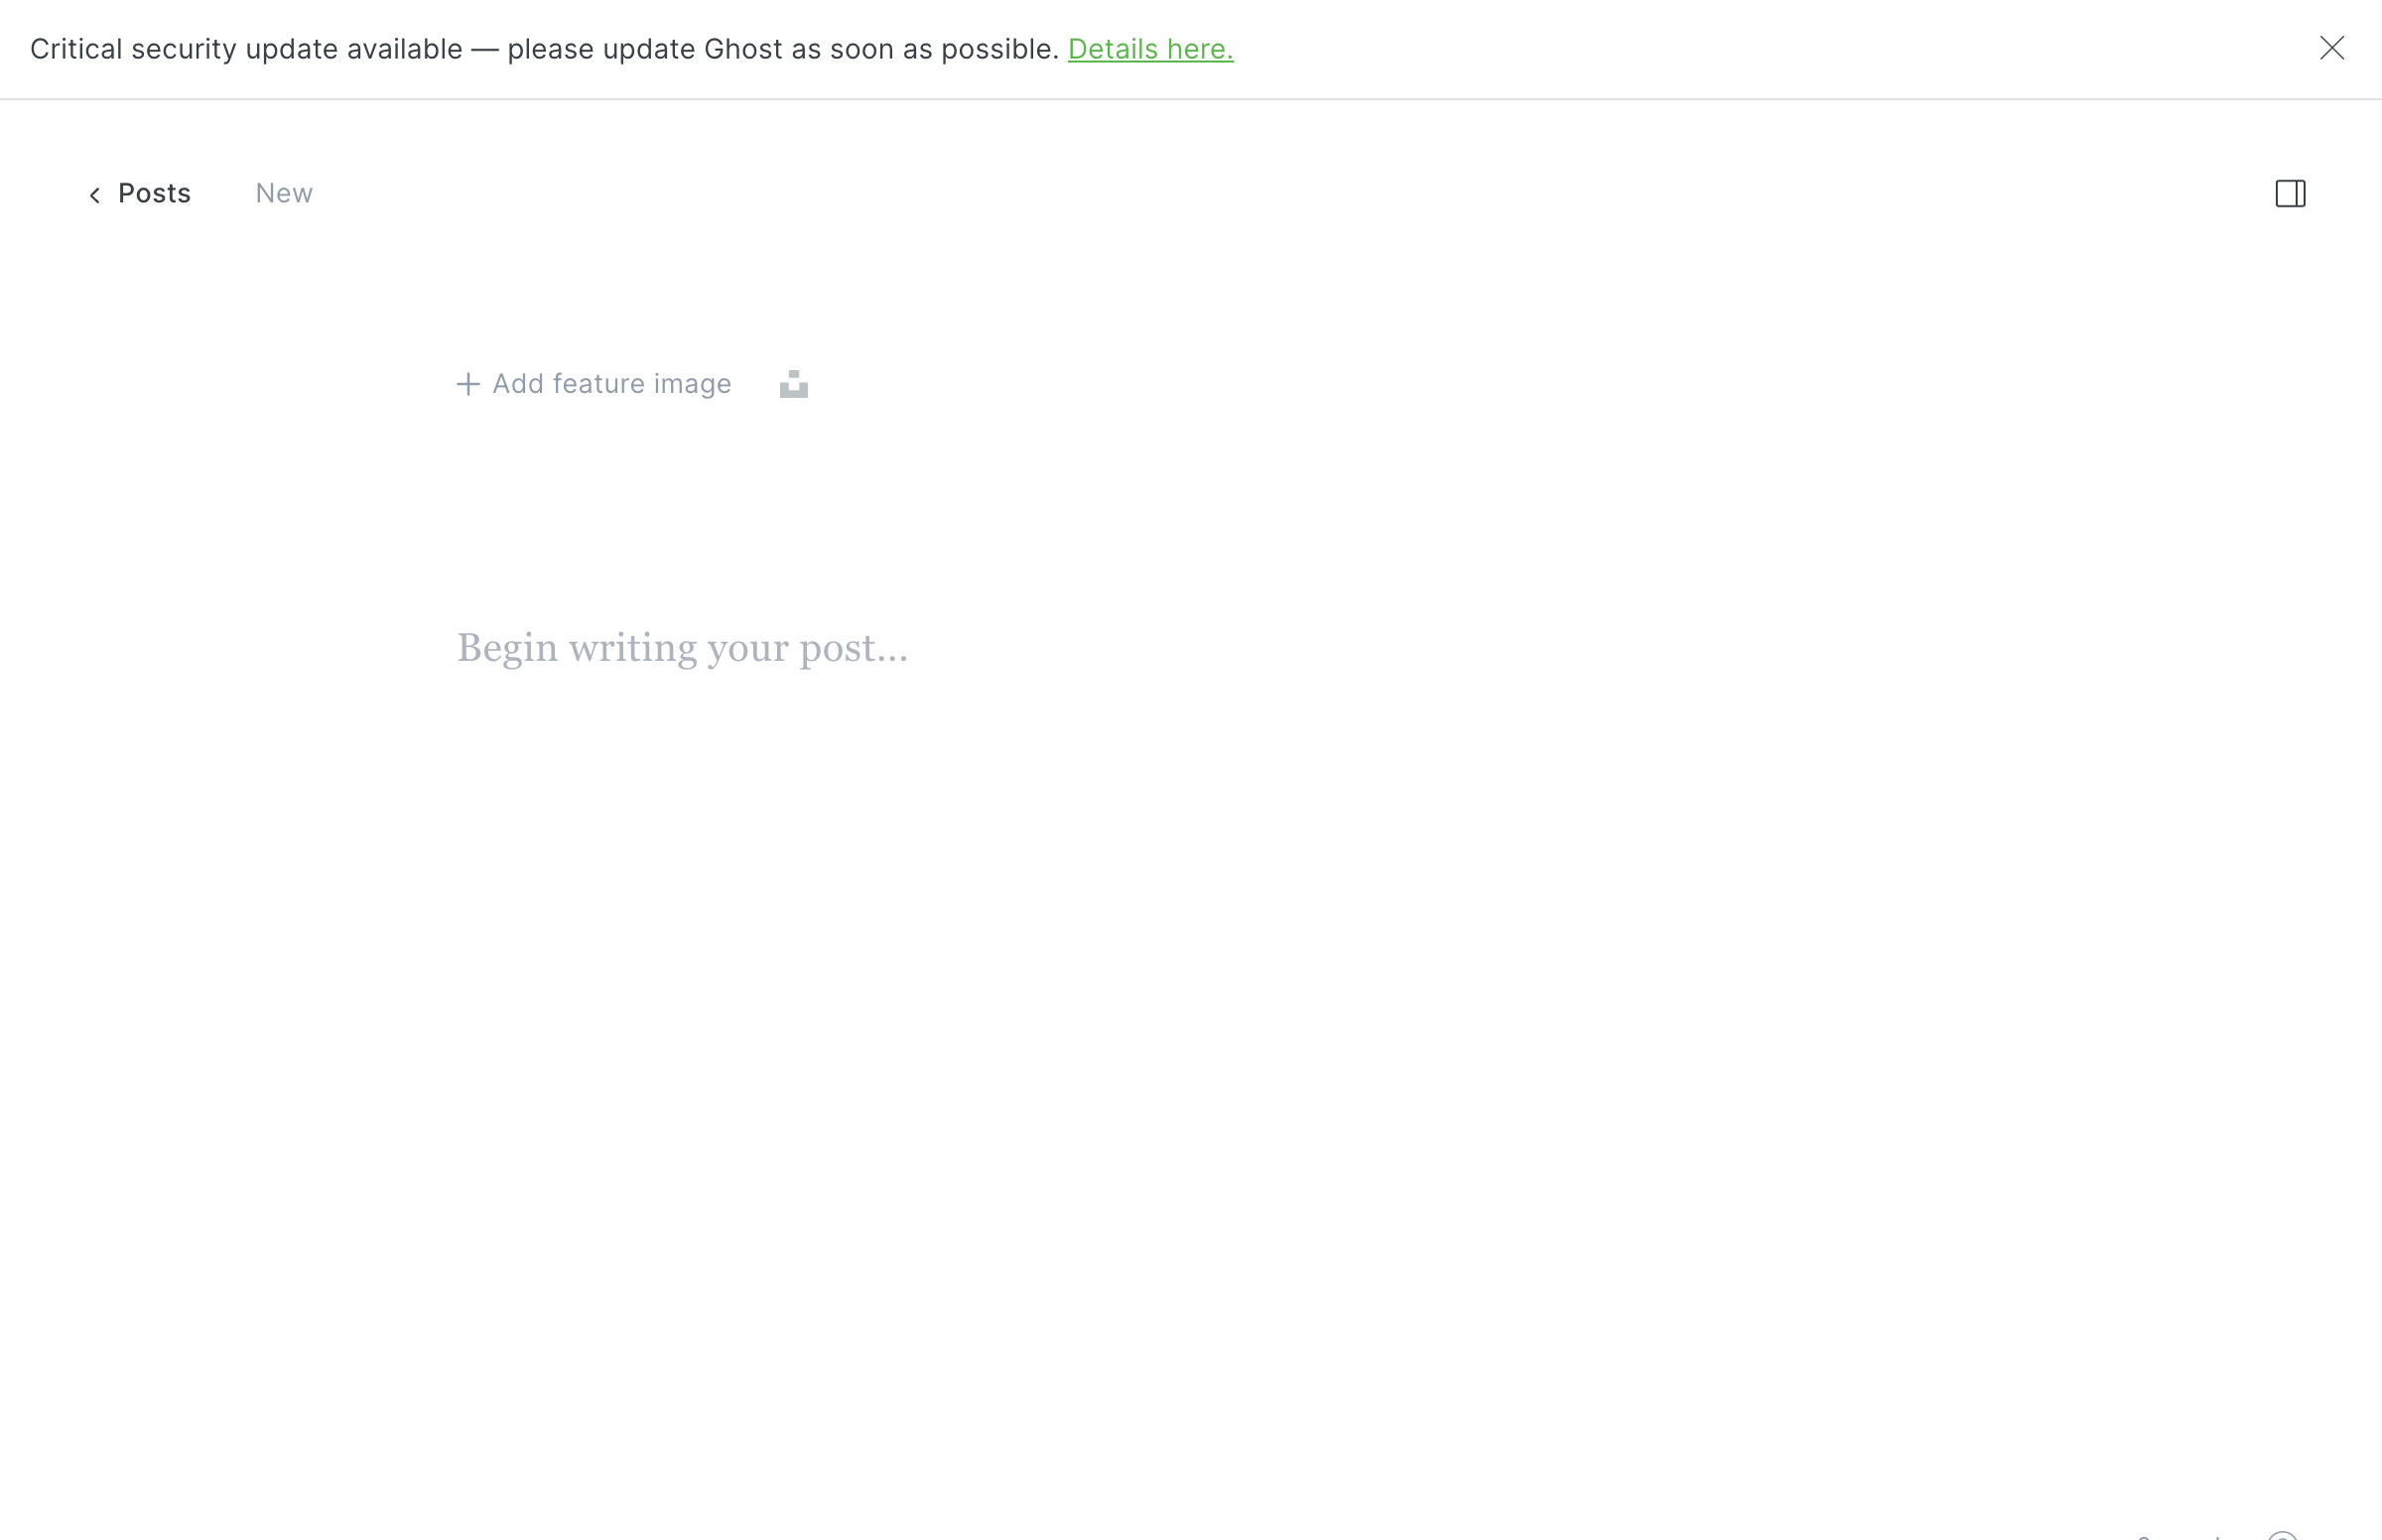 Critical security update available — please update Ghost as soon as possible. Details here.
Posts New
Add feature image
Begin writing your post...